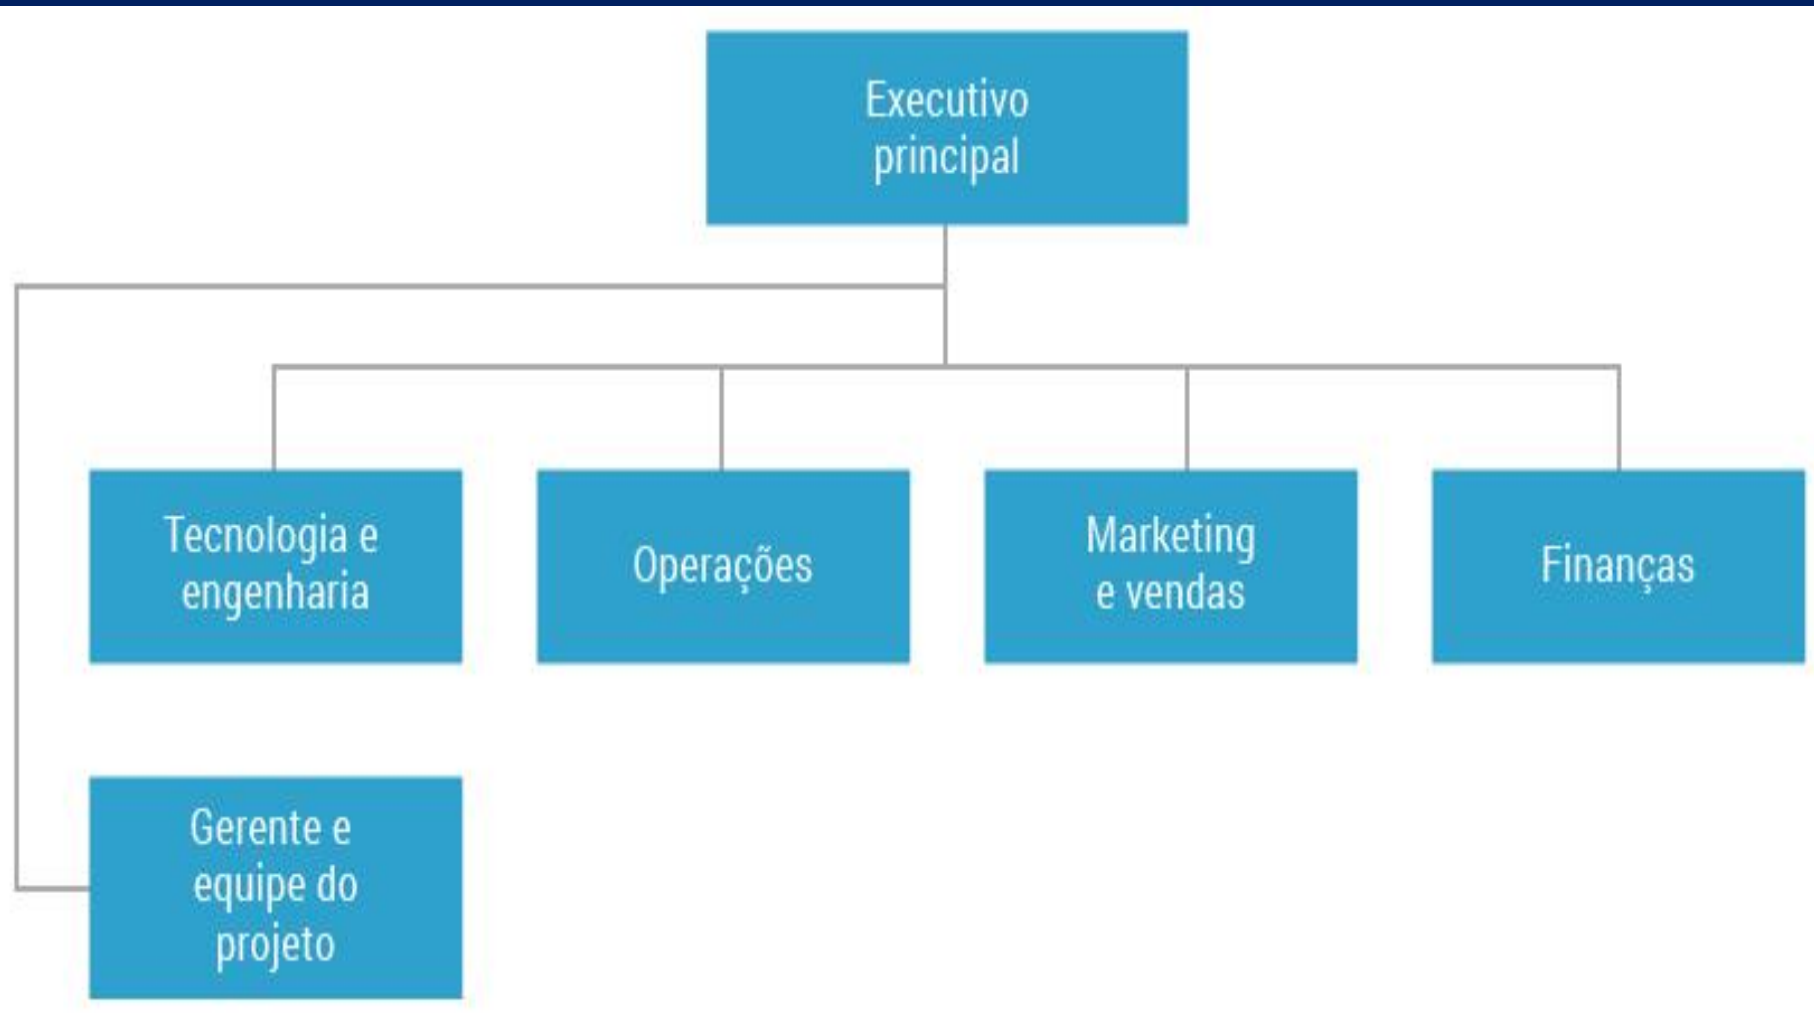 Executivo
principal
Tecnologia e
engenharia
Operações
Marketing
e vendas
Finanças
Gerente e
equipe do
projeto